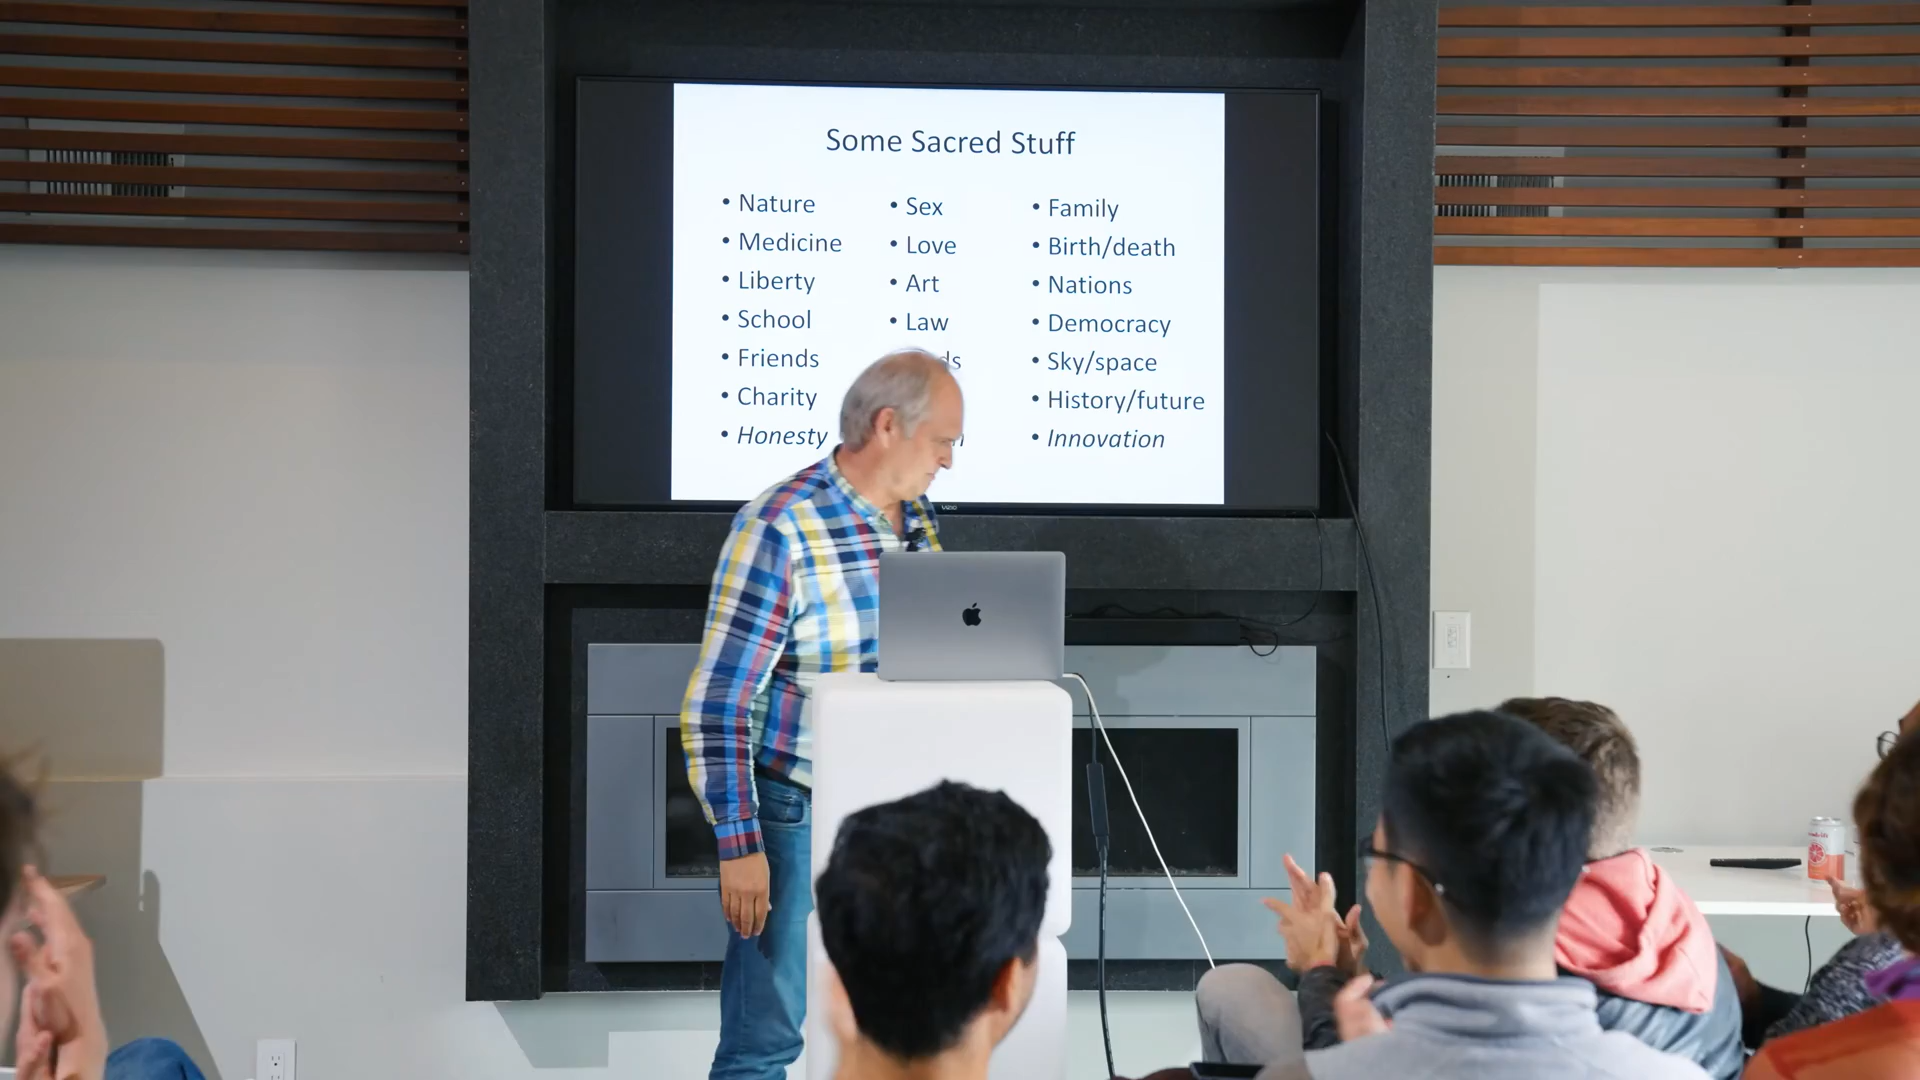 Some Sacred Stuff
• Nature
• Medicine
• Liberty
• School
• Friends
• Charity
• Honesty
• Sex
• Love
• Art
• Law
• Family
• Birth/death
• Nations
• Democracy
• Sky/space
• History/future
• Innovation
VIZIO